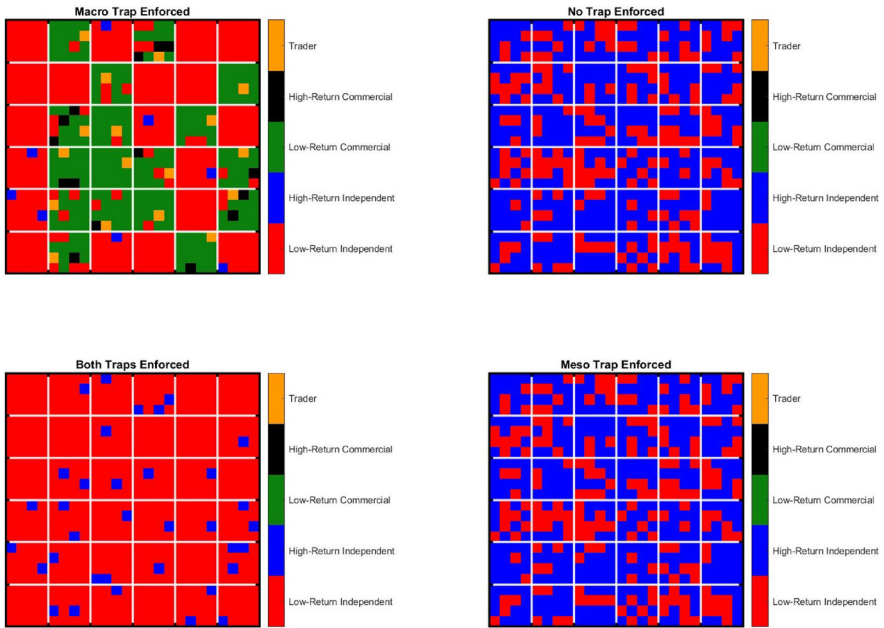 Macro Trap Enforced
Trader
High-Return Commercial
Low-Return Commercial
High-Return Independent
Low-Return Independent
No Trap Enforced
Trader
High-Return Commercial
Low-Return Commercial
High-Return Independent
Low-Return Independent
Both Traps Enforced
Trader
High-Return Commercial
Low-Return Commercial
High-Return Independent
Low-Return Independent
Meso Trap Enforced
Trader
High-Return Commercial
Low-Return Commercial
High-Return Independent
Low-Return Independent